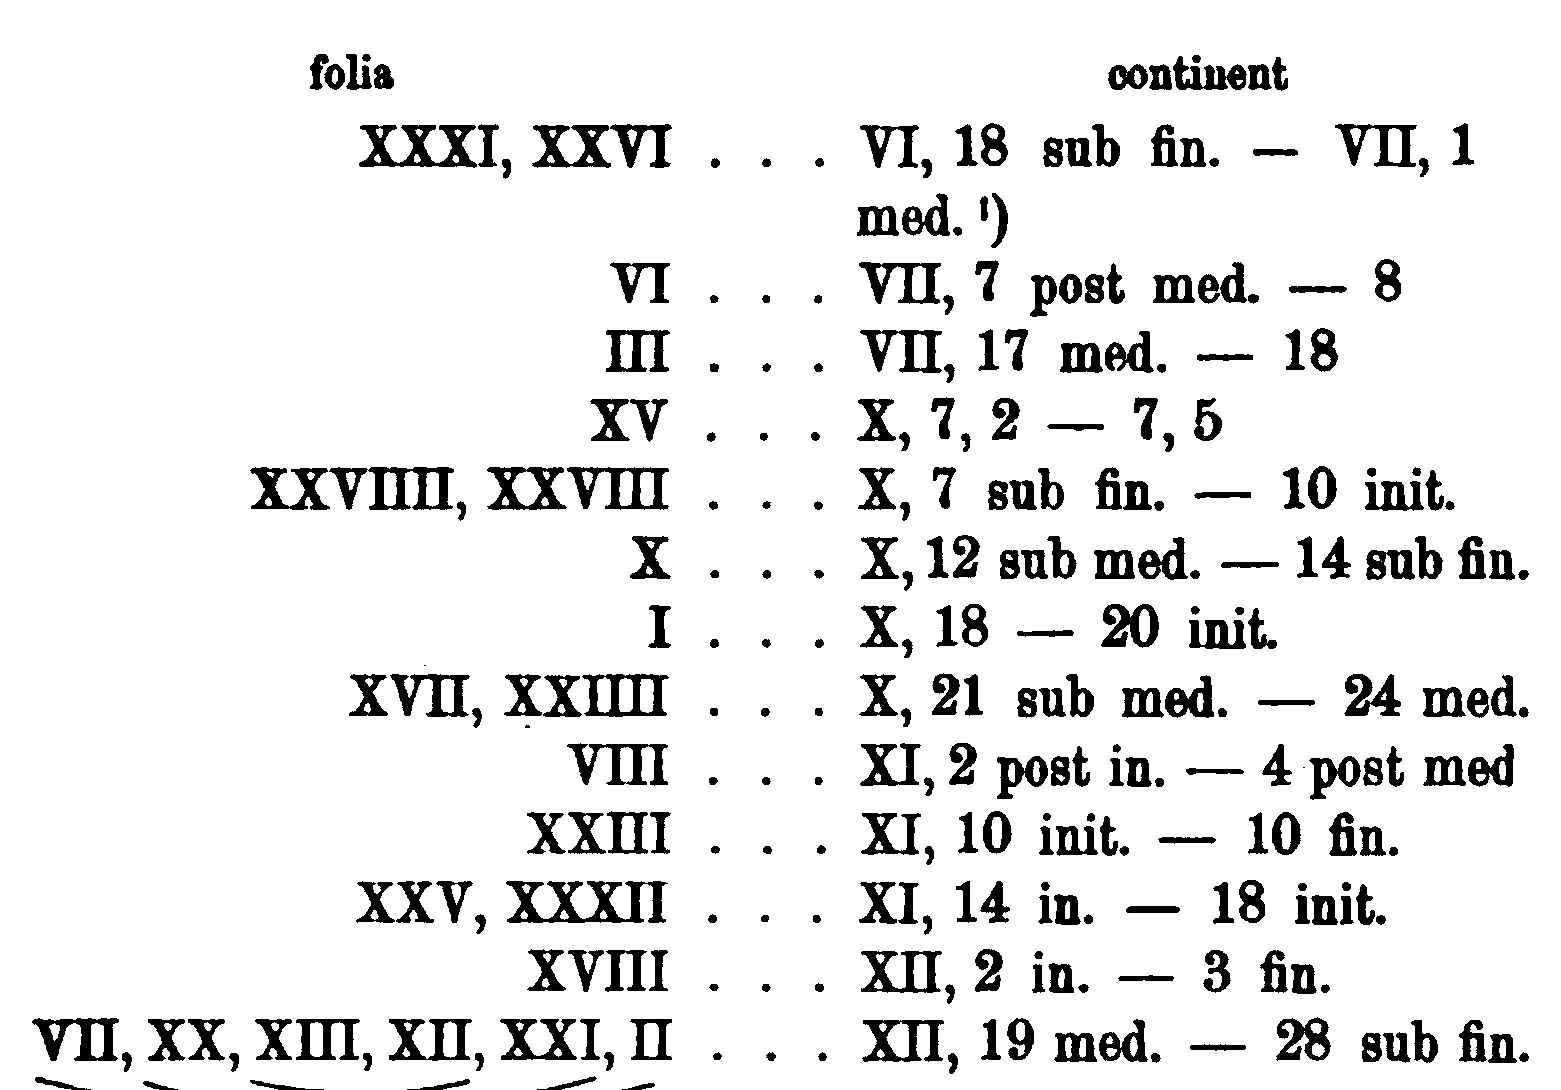 folia continent
XXXI, XXVI . . . VI, 18 sub fin. — VII, 1
med. ¹)
VI . . . VII, 7 post med. — 8
III . . . VII, 17 med. — 18
XV . . . X, 7, 2 — 7, 5
XXVIIII, XXVIII . . . X, 7 sub fin. — 10 init.
X . . . X, 12 sub med. — 14 sub fin.
I . . . X, 18 — 20 init.
XVII, XXIIII . . . X, 21 sub med. — 24 med.
VIII . . . XI, 2 post in. — 4 post med
XXIII . . . XI, 10 init. — 10 fin.
XXV, XXXII . . . XI, 14 in. — 18 init.
XVIII . . . XII, 2 in. — 3 fin.
VII, XX, XIII, XII, XXI, II . . . XII, 19 med. — 28 sub fin.